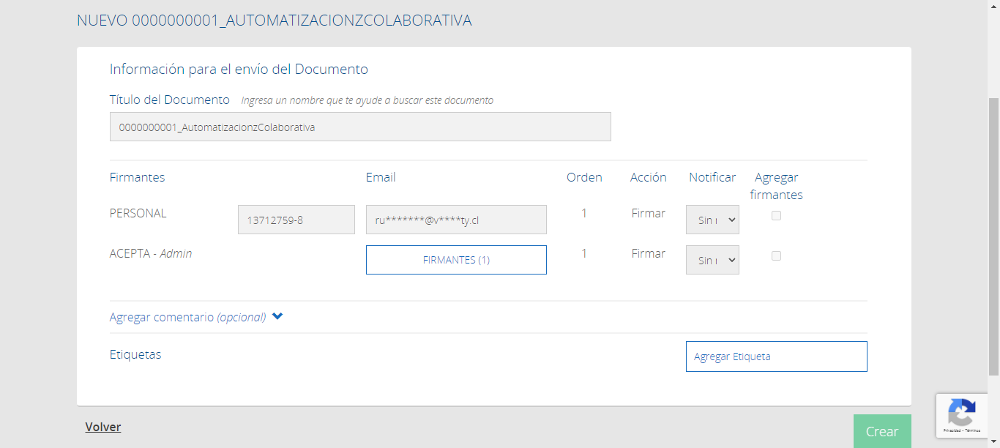 NUEVO 0000000001_AUTOMATIZACIONZCOLABORATIVA
Información para el envío del Documento
Título del Documento Ingresa un nombre que te ayude a buscar este documento
0000000001_AutomatizacionzColaborativa
Firmantes Email Orden Acción Notificar Agregar firmantes
PERSONAL 13712759-8 ru*******@v****ty.cl 1 Firmar Sin
ACEPTA - Admin FIRMANTES (1) 1 Firmar Sin
Agregar comentario (opcional)
Etiquetas Agregar Etiqueta
Volver Crear
Privacidad - Términos